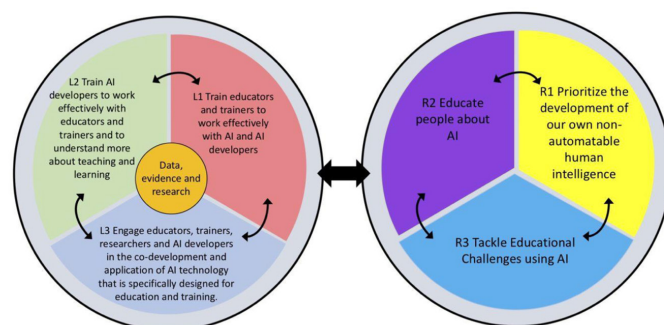 L2 Train AI
developers to work
effectively with
educators and
trainers and to
understand more
about teaching and
learning
L1 Train educators
and trainers to
work effectively
with AI and AI
developers
Data,
evidence and
research
L3 Engage educators, trainers,
researchers and AI developers
in the co-development and
application of AI technology
that is specifically designed for
education and training.
R2 Educate
people about
AI
R1 Prioritize the
development of
our own non-
automatable
human
intelligence
R3 Tackle Educational
Challenges using AI